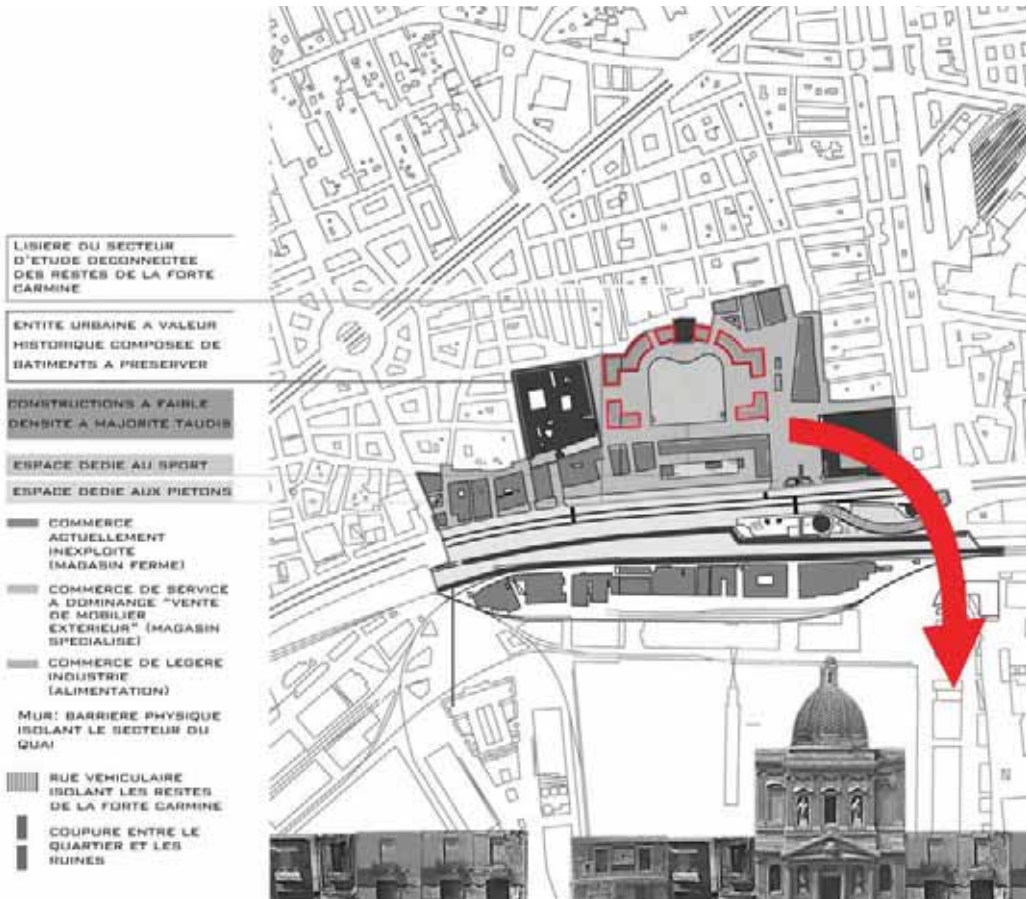 LISIERE DU SECTEUR
D'ETUDE DECONNECTEE
DES RESTES DE LA FORTE
CARMINE
ENTITE URBAINE A VALEUR
HISTORIQUE COMPOSEE DE
BATIMENTS A PRESERVER
CONSTRUCTIONS A FAIBLE
DENSITE A MAJORITE TAUDIS
ESPACE DEDIE AU SPORT
ESPACE DEDIE AUX PIETONS
COMMERCE
ACTUELLEMENT
INEXPLOITE
(MAGASIN FERME)
COMMERCE DE SERVICE
A DOMINANCE "VENTE
DE MOBILIER
EXTERIEUR" (MAGASIN
SPECIALISE)
COMMERCE DE LEGERE
INDUSTRIE
(ALIMENTATION)
MUR: BARRIERE PHYSIQUE
ISOLANT LE SECTEUR DU
QUAI
RUE VEHICULAIRE
ISOLANT LES RESTES
DE LA FORTE CARMINE
COUPURE ENTRE LE
QUARTIER ET LES
RUINES